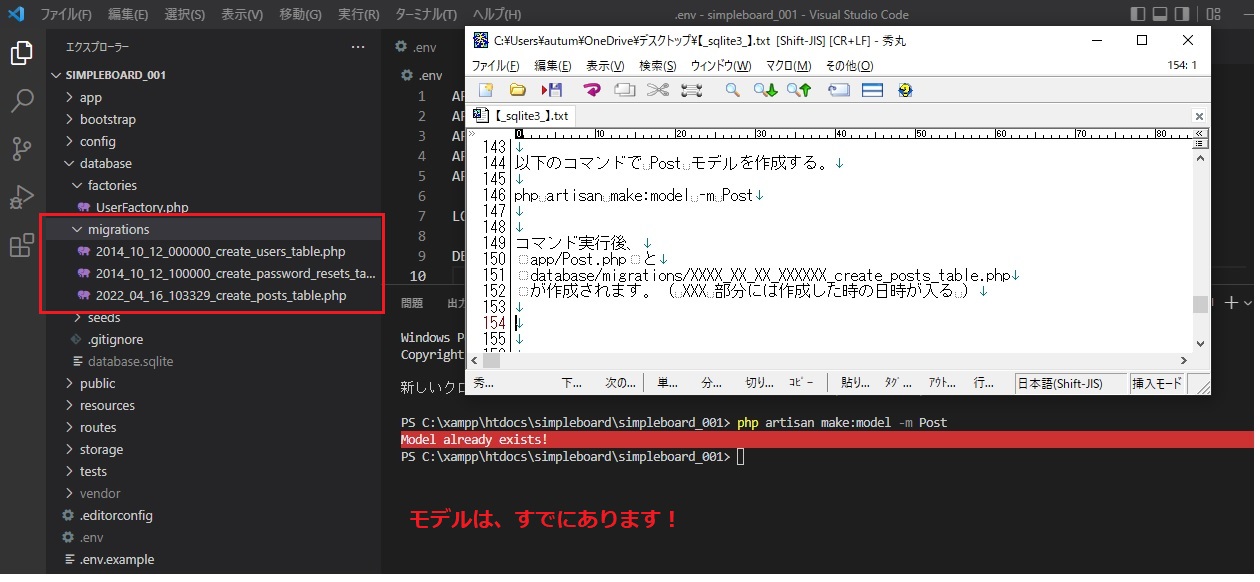 ファイル(F) 編集(E) 選択(S) 表示(V) 移動(G) 実行(R) ターミナル(T) ヘルプ(H) .env - simpleboard_001 - Visual Studio Code
エクスプローラー
SIMPLEBOARD_001
app
bootstrap
config
database
factories
UserFactory.php
migrations
2014_10_12_000000_create_users_table.php
2014_10_12_100000_create_password_resets_ta...
2022_04_16_103329_create_posts_table.php
seeds
.gitignore
database.sqlite
public
resources
routes
storage
tests
vendor
.editorconfig
.env
.env.example
.env
.env
1 AP
2 AP
3 AP
4 AP
5 AP
6
7 LO
8
9 DB
10
C:¥Users¥autum¥OneDrive¥デスクトップ¥【_sqlite3_】.txt [Shift-JIS] [CR+LF] - 秀丸
ファイル(F) 編集(E) 表示(V) 検索(S) ウィンドウ(W) マクロ(M) その他(O) 154: 1
【_sqlite3_】.txt
0 10 20 30 40 50 60 70 80
143↓
144 以下のコマンドで Post モデルを作成する。↓
145↓
146 php artisan make:model -m Post↓
147↓
148↓
149 コマンド実行後、↓
150 app/Post.php と↓
151 database/migrations/XXXX_XX_XX_XXXXXX_create_posts_table.php↓
152 が作成されます。（ XXX 部分には作成した時の日時が入る ）↓
153↓
154↓
155↓
秀... 下... 次の... 単... 分... 切り... ｺﾋﾟｰ 貼り... ﾀｸﾞ... ｱｳﾄ... 行... 日本語(Shift-JIS) 挿入モード
問題 出力
Windows P
Copyright
新しいクロ
PS C:\xampp\htdocs\simpleboard\simpleboard_001> php artisan make:model -m Post
Model already exists!
PS C:\xampp\htdocs\simpleboard\simpleboard_001>
モデルは、すでにあります！